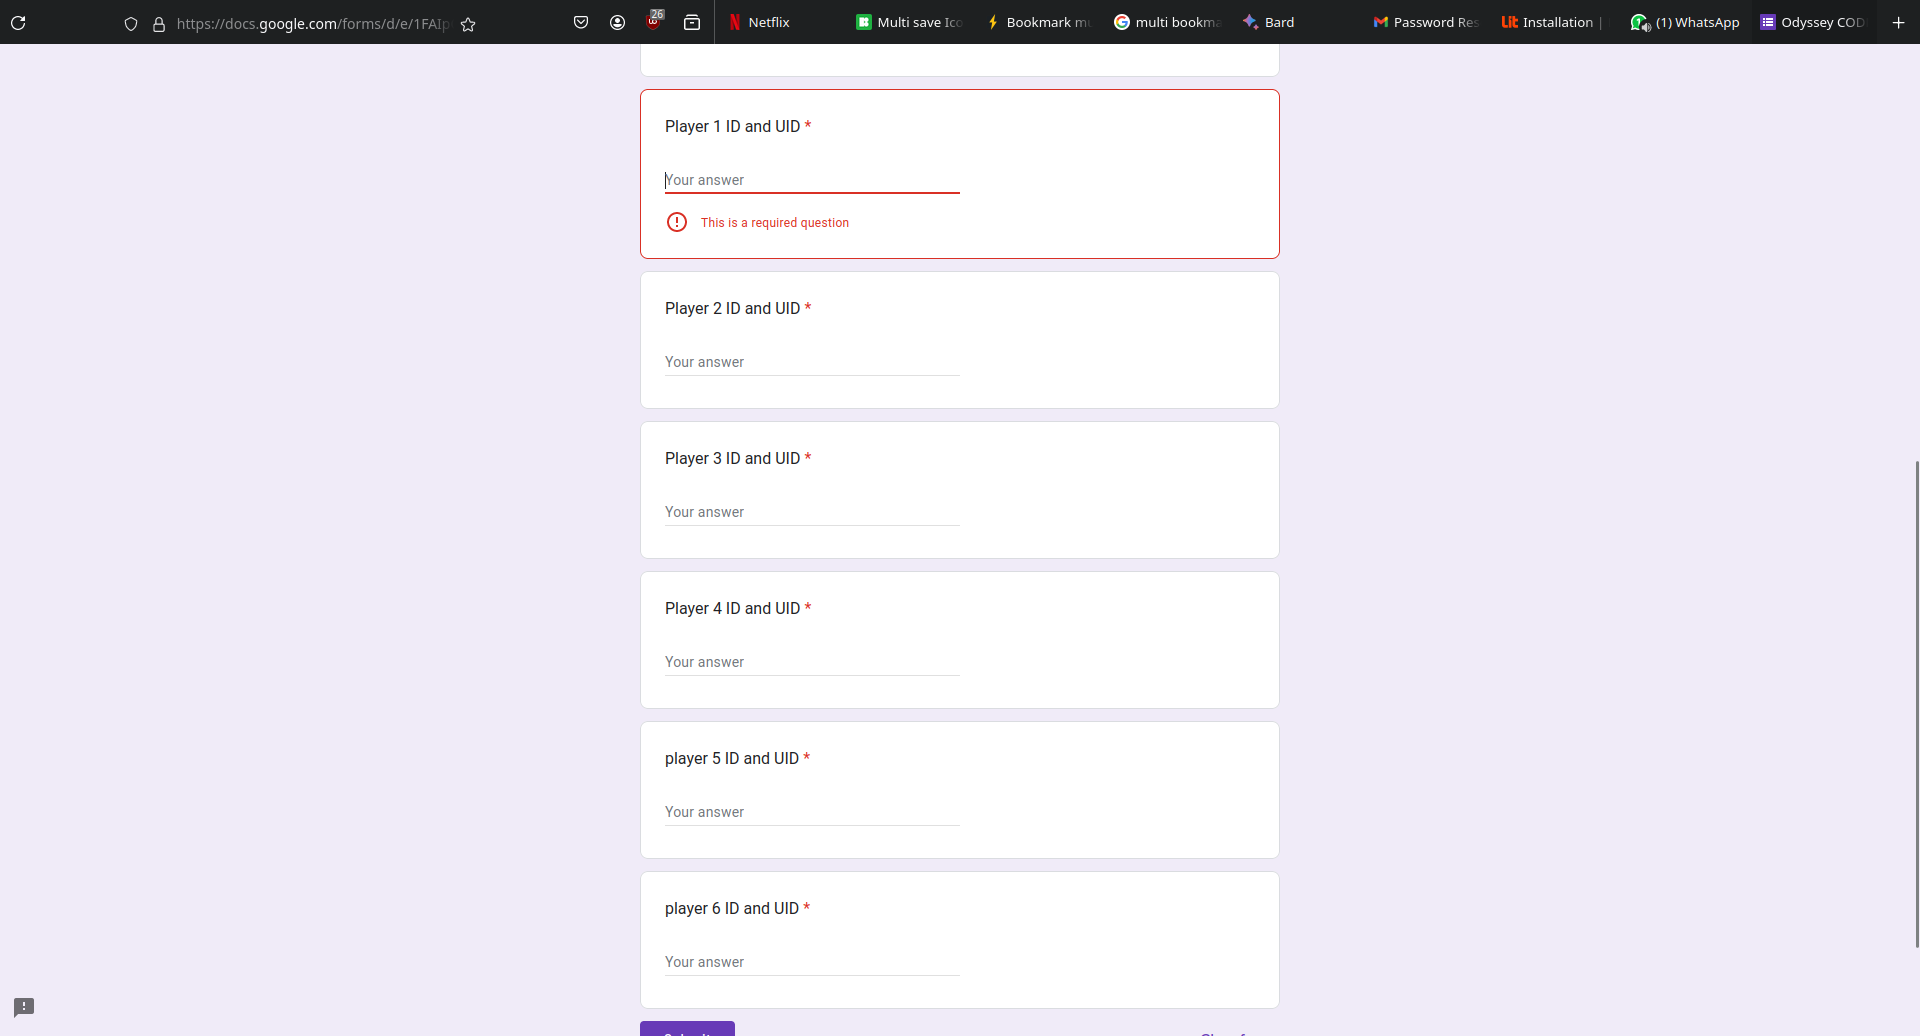 https://docs.google.com/forms/d/e/1FAIp
26
Netflix
Multi save Ico
Bookmark mu
multi bookma
Bard
Password Res
Lit Installation |
(1) WhatsApp
Odyssey COD
Player 1 ID and UID *
Your answer
This is a required question
Player 2 ID and UID *
Your answer
Player 3 ID and UID *
Your answer
Player 4 ID and UID *
Your answer
player 5 ID and UID *
Your answer
player 6 ID and UID *
Your answer